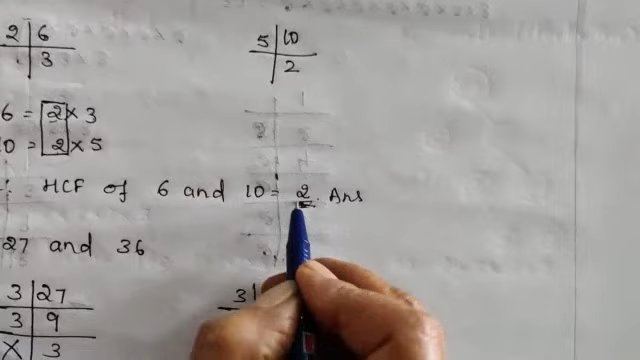 2 | 6
3
5 | 10
2
6 = 2 × 3
10 = 2 × 5
∴ HCF of 6 and 10 = 2. Ans
27 and 36
3 | 27
3 | 9
× | 3
3 |